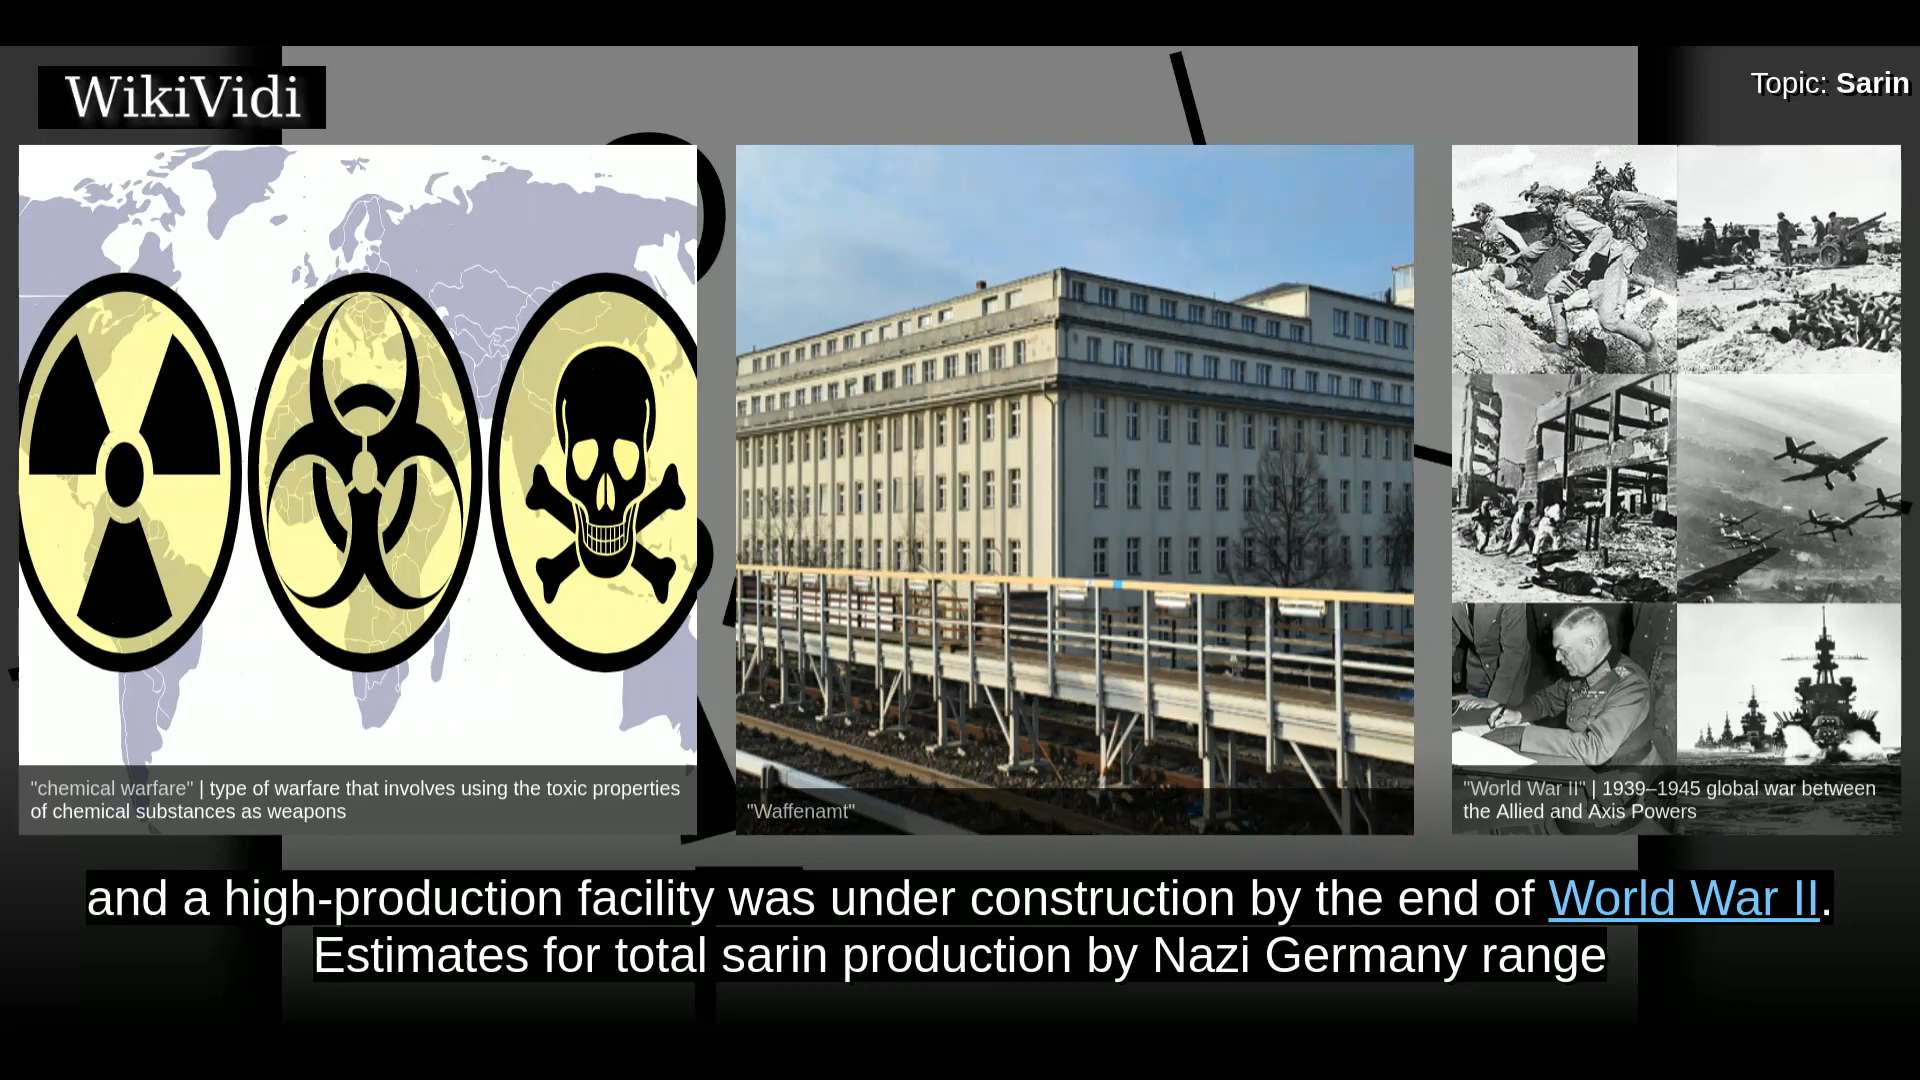 WikiVidi
Topic: Sarin
"chemical warfare" | type of warfare that involves using the toxic properties
of chemical substances as weapons
"Waffenamt"
"World War II" | 1939–1945 global war between
the Allied and Axis Powers
and a high-production facility was under construction by the end of World War II.
Estimates for total sarin production by Nazi Germany range